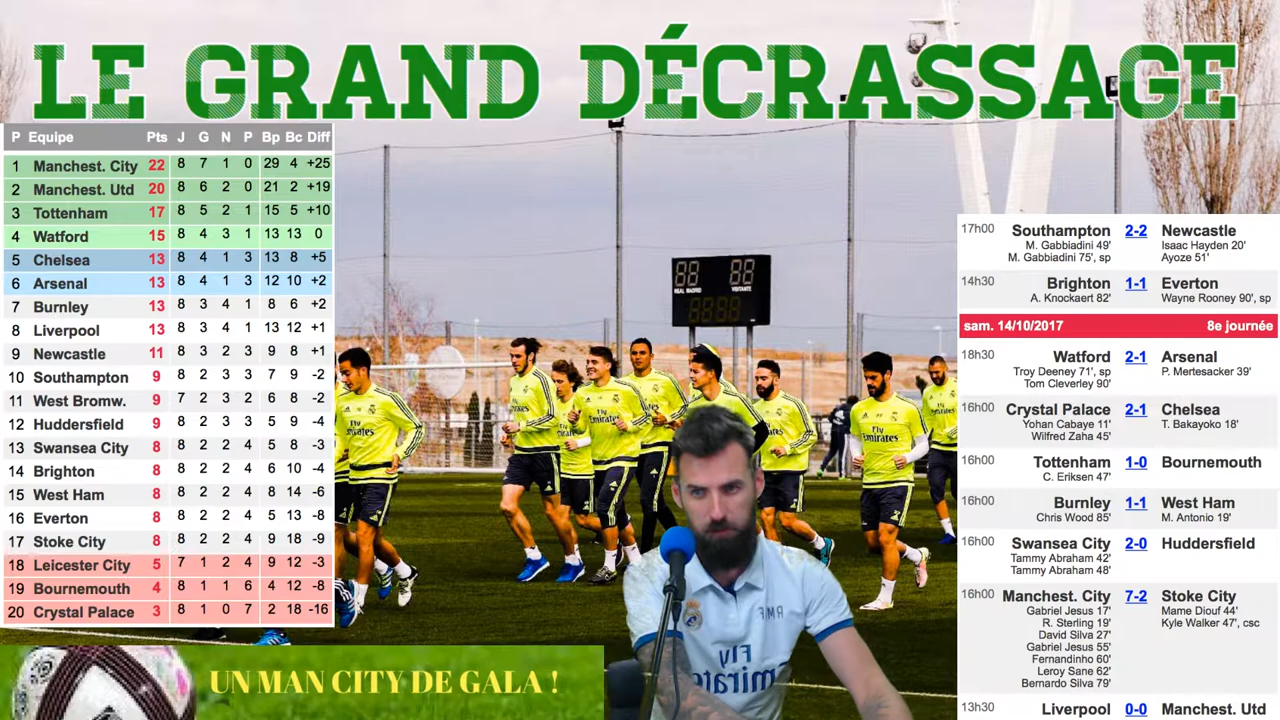 LE GRAND DÉCRASSAGE
P Equipe Pts J G N P Bp Bc Diff
1 Manchest. City 22 8 7 1 0 29 4 +25
2 Manchest. Utd 20 8 6 2 0 21 2 +19
3 Tottenham 17 8 5 2 1 15 5 +10
4 Watford 15 8 4 3 1 13 13 0
5 Chelsea 13 8 4 1 3 13 8 +5
6 Arsenal 13 8 4 1 3 12 10 +2
7 Burnley 13 8 3 4 1 8 6 +2
8 Liverpool 13 8 3 4 1 13 12 +1
9 Newcastle 11 8 3 2 3 9 8 +1
10 Southampton 9 8 2 3 3 7 9 -2
11 West Bromw. 9 7 2 3 2 6 8 -2
12 Huddersfield 9 8 2 3 3 5 9 -4
13 Swansea City 8 8 2 2 4 5 8 -3
14 Brighton 8 8 2 2 4 6 10 -4
15 West Ham 8 8 2 2 4 8 14 -6
16 Everton 8 8 2 2 4 5 13 -8
17 Stoke City 8 8 2 2 4 9 18 -9
18 Leicester City 5 7 1 2 4 9 12 -3
19 Bournemouth 4 8 1 1 6 4 12 -8
20 Crystal Palace 3 8 1 0 7 2 18 -16
REAL MADRID VISITANTE
Fly Emirates
Fly Emirates
Fly Emirates
Fly Emirates
RMF
Fly Emirates
UN MAN CITY DE GALA !
17h00 Southampton 2-2 Newcastle
M. Gabbiadini 49' Isaac Hayden 20'
M. Gabbiadini 75', sp Ayoze 51'
14h30 Brighton 1-1 Everton
A. Knockaert 82' Wayne Rooney 90', sp
sam. 14/10/2017 8e journée
18h30 Watford 2-1 Arsenal
Troy Deeney 71', sp P. Mertesacker 39'
Tom Cleverley 90'
16h00 Crystal Palace 2-1 Chelsea
Yohan Cabaye 11' T. Bakayoko 18'
Wilfred Zaha 45'
16h00 Tottenham 1-0 Bournemouth
C. Eriksen 47'
16h00 Burnley 1-1 West Ham
Chris Wood 85' M. Antonio 19'
16h00 Swansea City 2-0 Huddersfield
Tammy Abraham 42'
Tammy Abraham 48'
16h00 Manchest. City 7-2 Stoke City
Gabriel Jesus 17' Mame Diouf 44'
R. Sterling 19' Kyle Walker 47', csc
David Silva 27'
Gabriel Jesus 55'
Fernandinho 60'
Leroy Sane 62'
Bernardo Silva 79'
13h30 Liverpool 0-0 Manchest. Utd